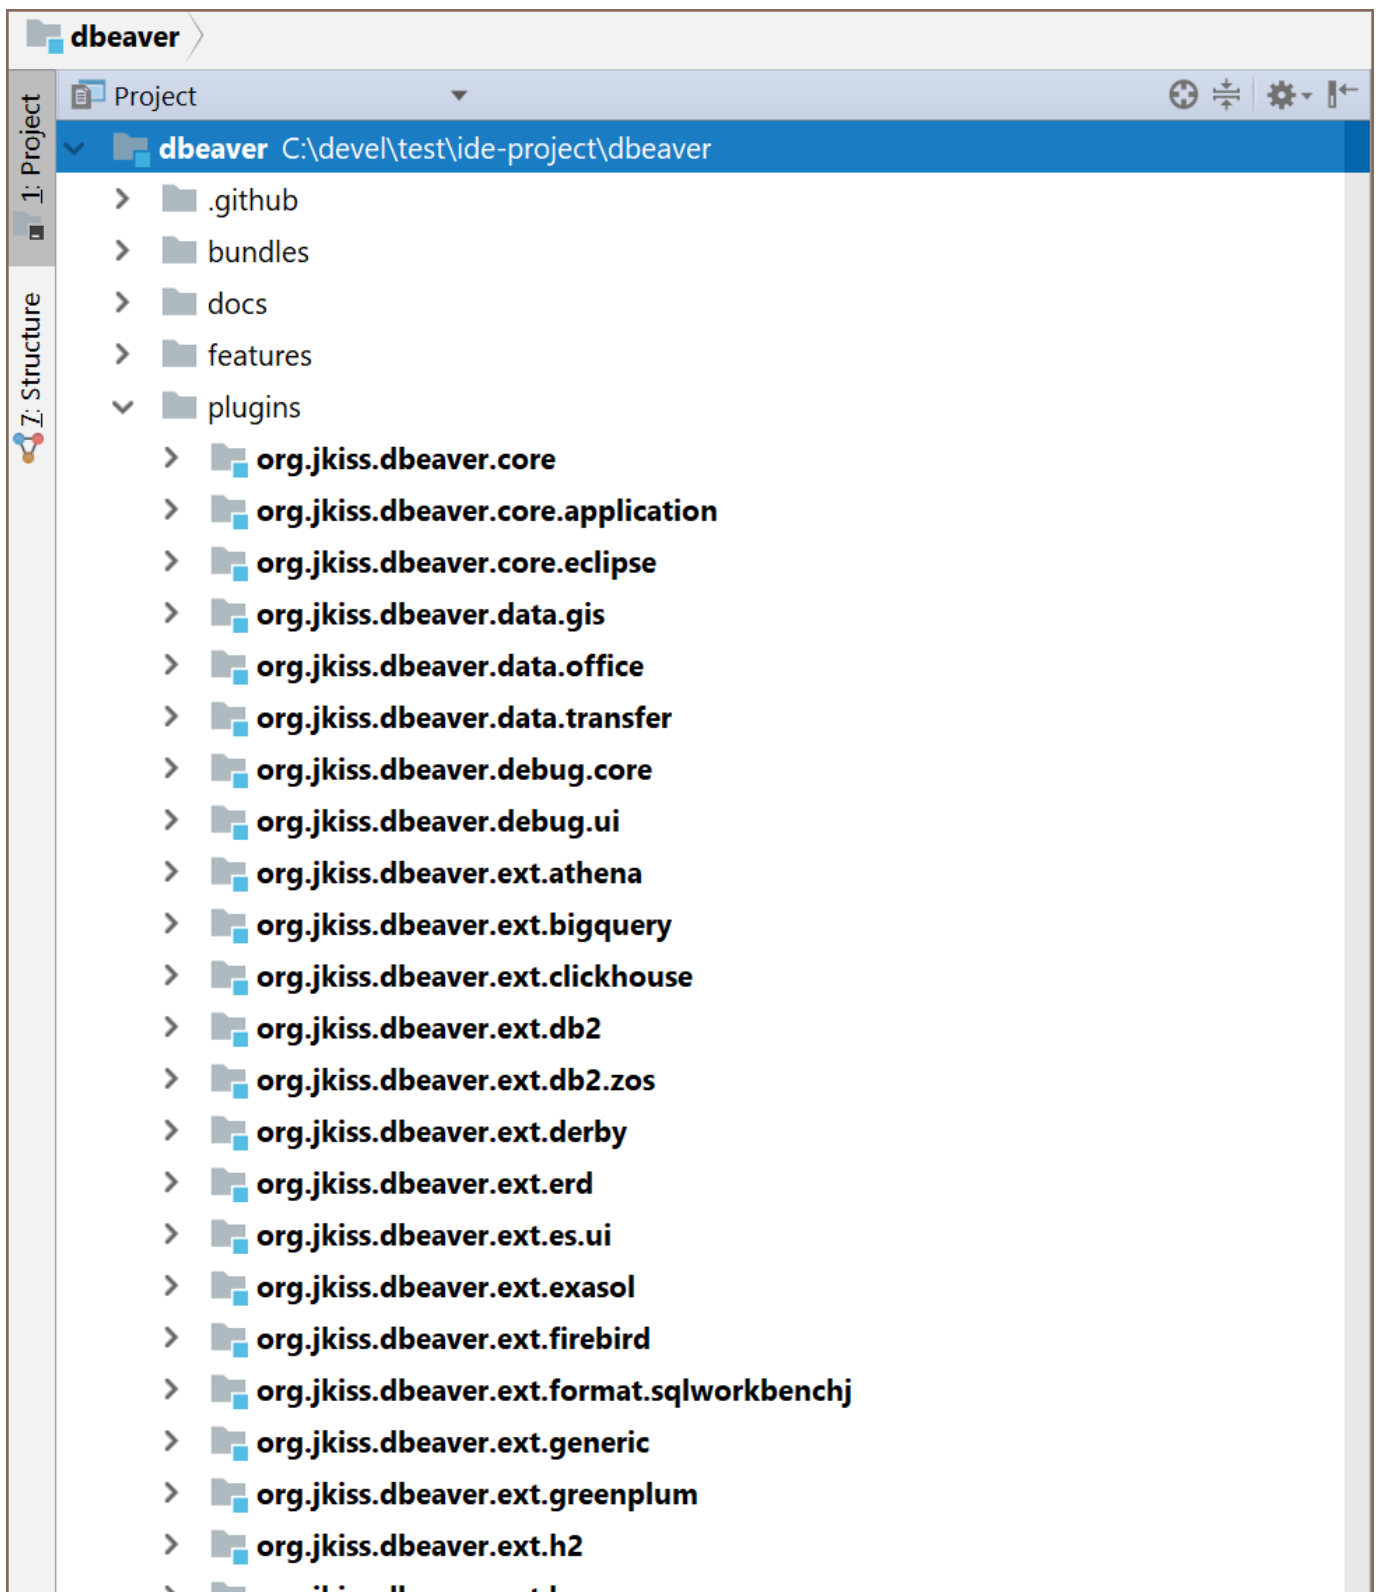 dbeaver
Project
1: Project
7: Structure
dbeaver C:\devel\test\ide-project\dbeaver
.github
bundles
docs
features
plugins
org.jkiss.dbeaver.core
org.jkiss.dbeaver.core.application
org.jkiss.dbeaver.core.eclipse
org.jkiss.dbeaver.data.gis
org.jkiss.dbeaver.data.office
org.jkiss.dbeaver.data.transfer
org.jkiss.dbeaver.debug.core
org.jkiss.dbeaver.debug.ui
org.jkiss.dbeaver.ext.athena
org.jkiss.dbeaver.ext.bigquery
org.jkiss.dbeaver.ext.clickhouse
org.jkiss.dbeaver.ext.db2
org.jkiss.dbeaver.ext.db2.zos
org.jkiss.dbeaver.ext.derby
org.jkiss.dbeaver.ext.erd
org.jkiss.dbeaver.ext.es.ui
org.jkiss.dbeaver.ext.exasol
org.jkiss.dbeaver.ext.firebird
org.jkiss.dbeaver.ext.format.sqlworkbenchj
org.jkiss.dbeaver.ext.generic
org.jkiss.dbeaver.ext.greenplum
org.jkiss.dbeaver.ext.h2